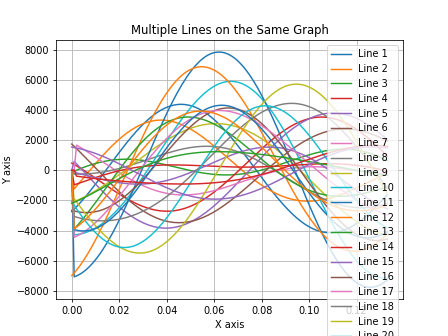 Multiple Lines on the Same Graph
8000
6000
4000
2000
0
−2000
−4000
−6000
−8000
Y axis
0.00
0.02
0.04
0.06
0.08
0.10
X axis
Line 1
Line 2
Line 3
Line 4
Line 5
Line 6
Line 7
Line 8
Line 9
Line 10
Line 11
Line 12
Line 13
Line 14
Line 15
Line 16
Line 17
Line 18
Line 19
Line 20